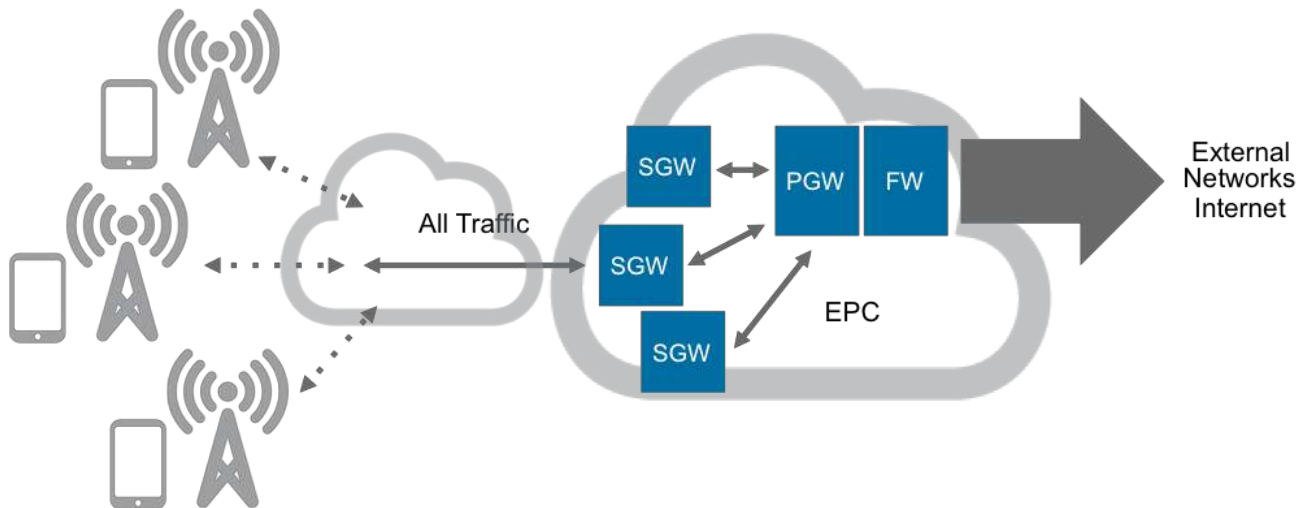 SGW
PGW
FW
External
Networks
Internet
All Traffic
SGW
EPC
SGW